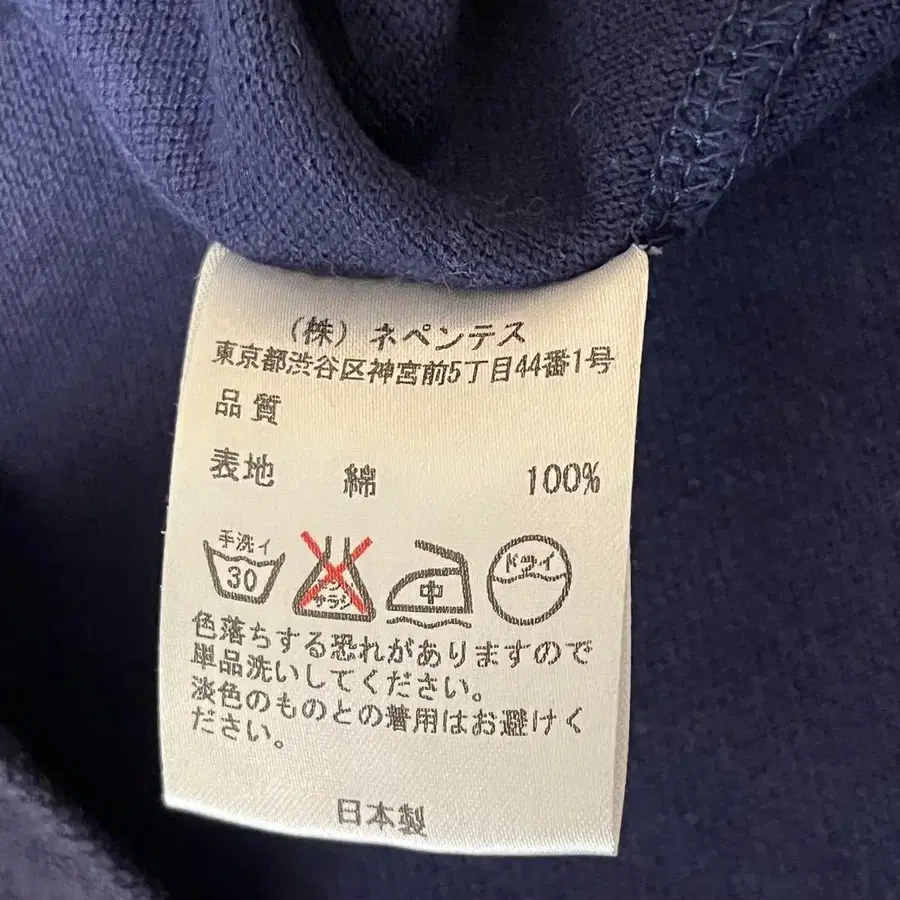 （株）ネペンテス
東京都渋谷区神宮前5丁目44番1号
品質
表地 綿 100%
手洗イ
30
エンソ
サラシ
中
ドライ
色落ちする恐れがありますので
単品洗いしてください。
淡色のものとの着用はお避けく
ださい。
日本製